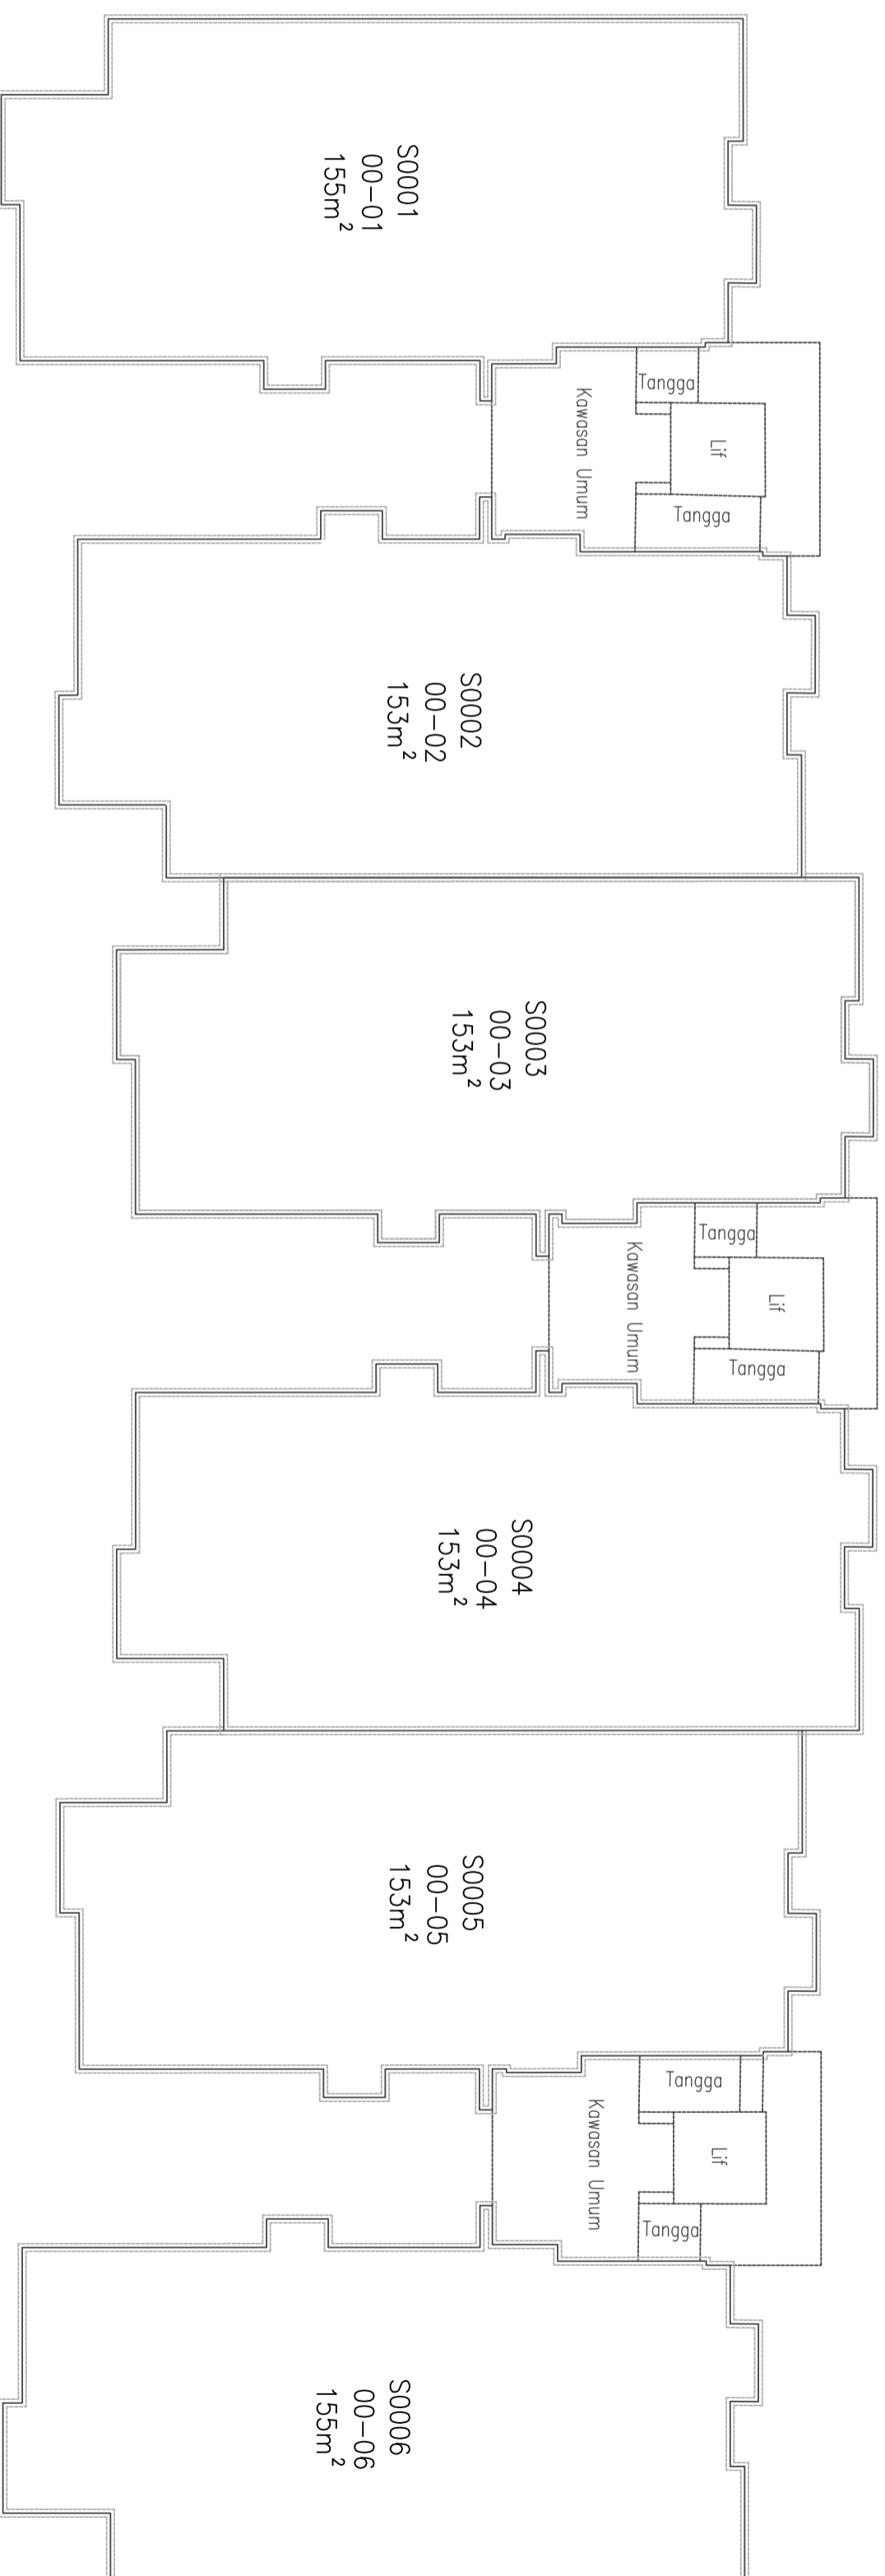 S0001
00-01
155m²
Tangga
Lif
Kawasan Umum
Tangga
S0002
00-02
153m²
S0003
00-03
153m²
Tangga
Lif
Kawasan Umum
Tangga
S0004
00-04
153m²
S0005
00-05
153m²
Tangga
Lif
Kawasan Umum
Tangga
S0006
00-06
155m²